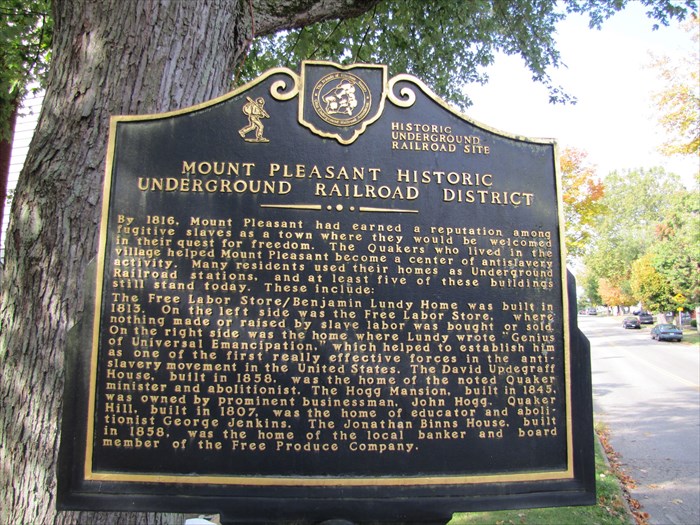 HISTORIC
UNDERGROUND
RAILROAD SITE
MOUNT PLEASANT HISTORIC
UNDERGROUND RAILROAD DISTRICT
By 1816, Mount Pleasant had earned a reputation among
fugitive slaves as a town where they would be welcomed
in their quest for freedom. The Quakers who lived in the
village helped Mount Pleasant become a center of antislavery
activity. Many residents used their homes as Underground
Railroad stations, and at least five of these buildings
still stand today. These include:
The Free Labor Store/Benjamin Lundy Home was built in
1813. On the left side was the Free Labor Store, where
nothing made or raised by slave labor was bought or sold.
On the right side was the home where Lundy wrote "Genius
of Universal Emancipation," which helped to establish him
as one of the first really effective forces in the anti-
slavery movement in the United States. The David Updegraff
House, built in 1858, was the home of the noted Quaker
minister and abolitionist. The Hogg Mansion, built in 1845,
was owned by prominent businessman, John Hogg. Quaker
Hill, built in 1807, was the home of educator and aboli-
tionist George Jenkins. The Jonathan Binns House, built
in 1858, was the home of the local banker and board
member of the Free Produce Company.